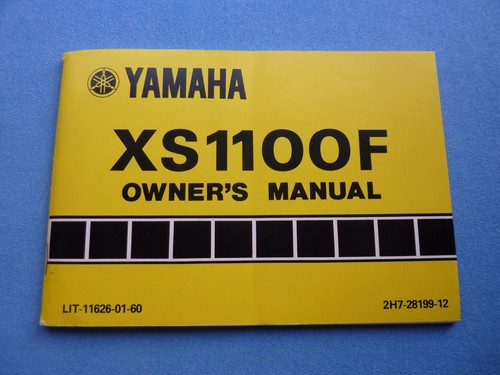 YAMAHA
XS1100F
OWNER'S MANUAL
LIT-11626-01-60
2H7-28199-12